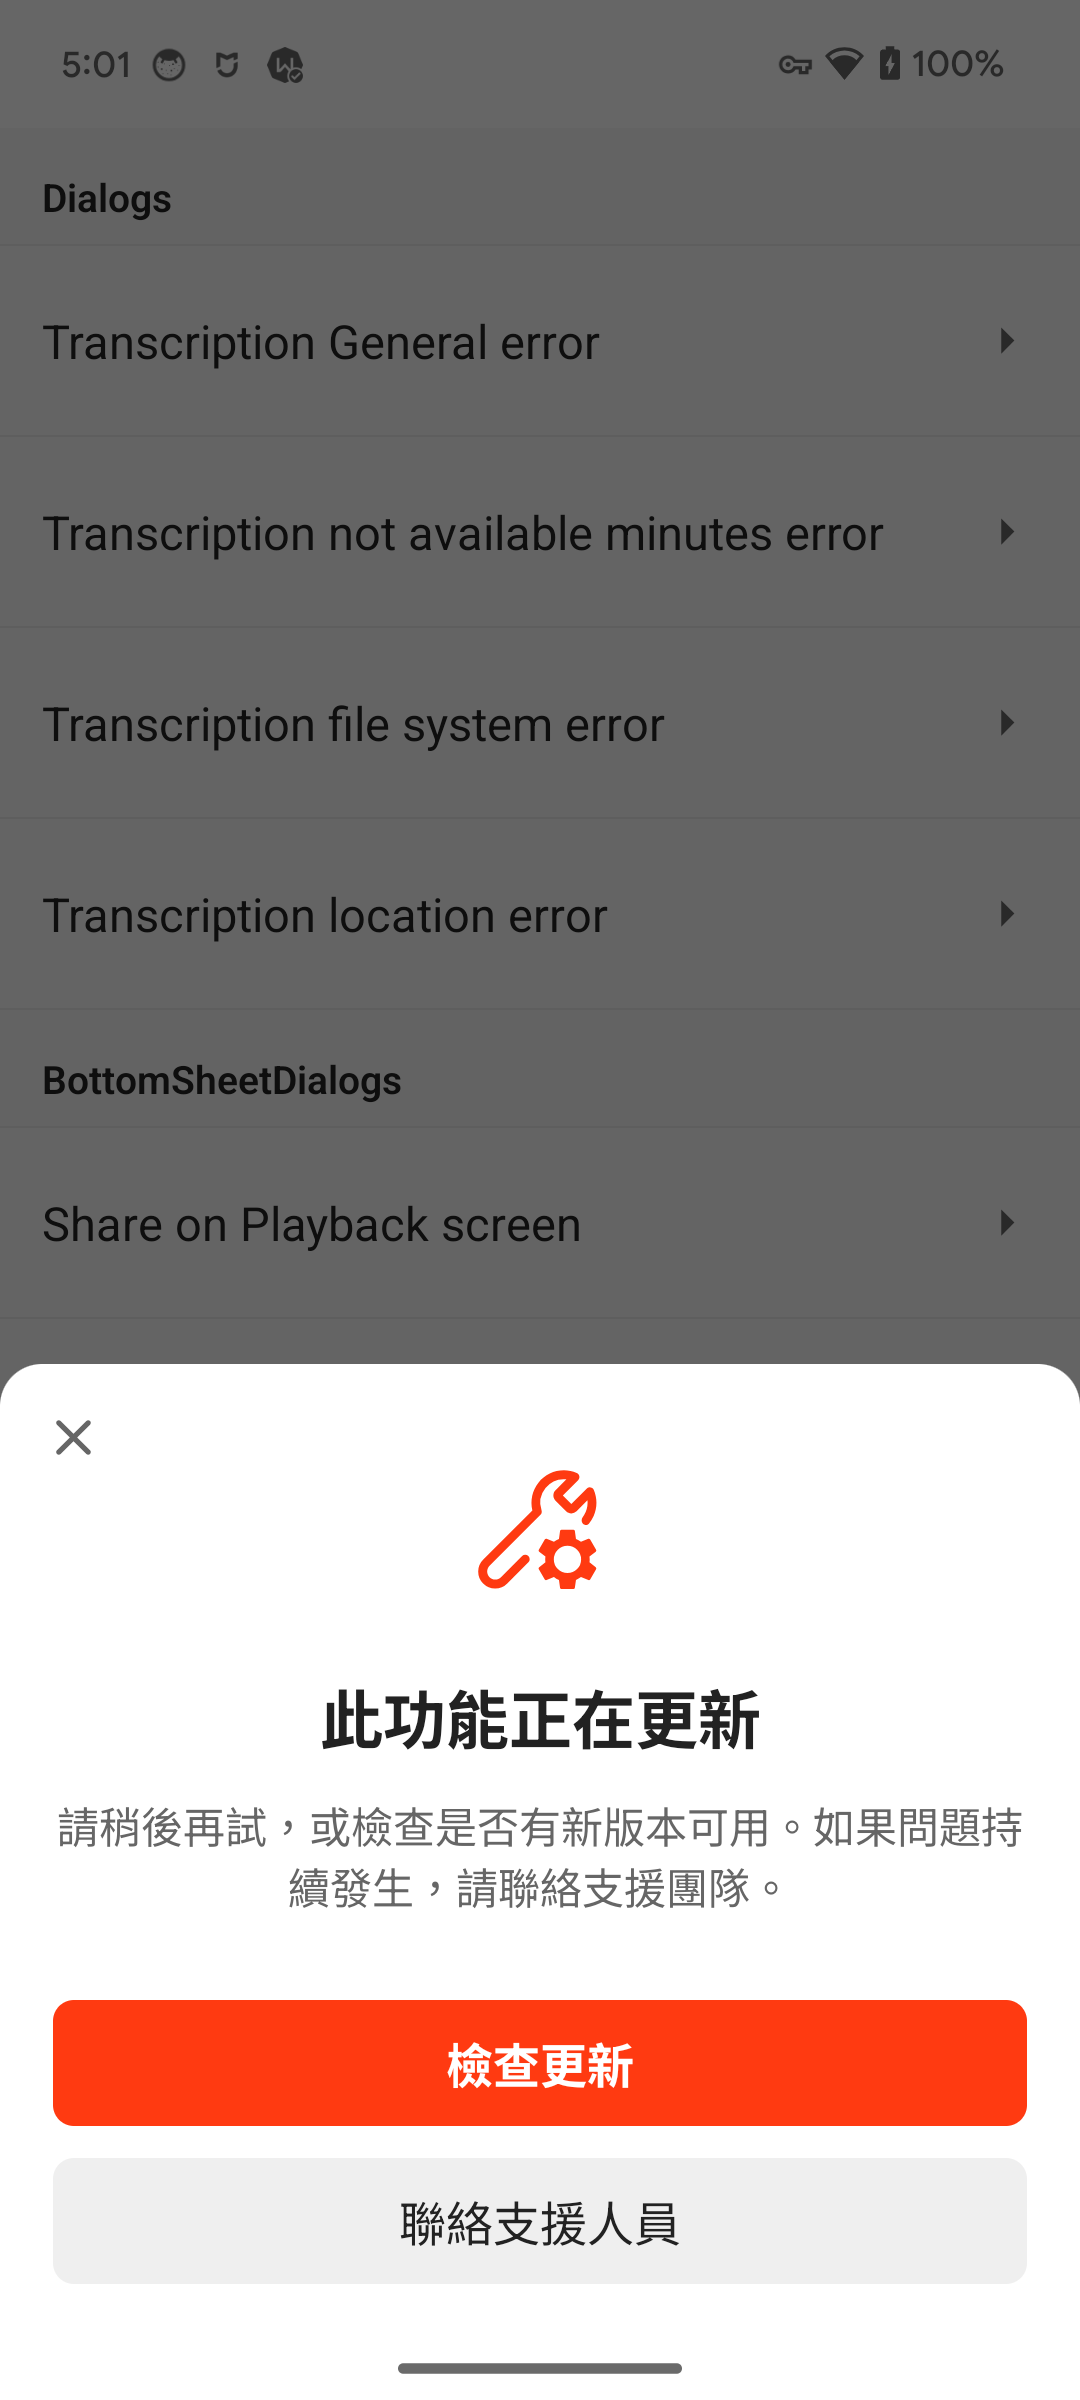 5:01
100%
Dialogs
Transcription General error
Transcription not available minutes error
Transcription file system error
Transcription location error
BottomSheetDialogs
Share on Playback screen
此功能正在更新
請稍後再試，或檢查是否有新版本可用。如果問題持
續發生，請聯絡支援團隊。
檢查更新
聯絡支援人員